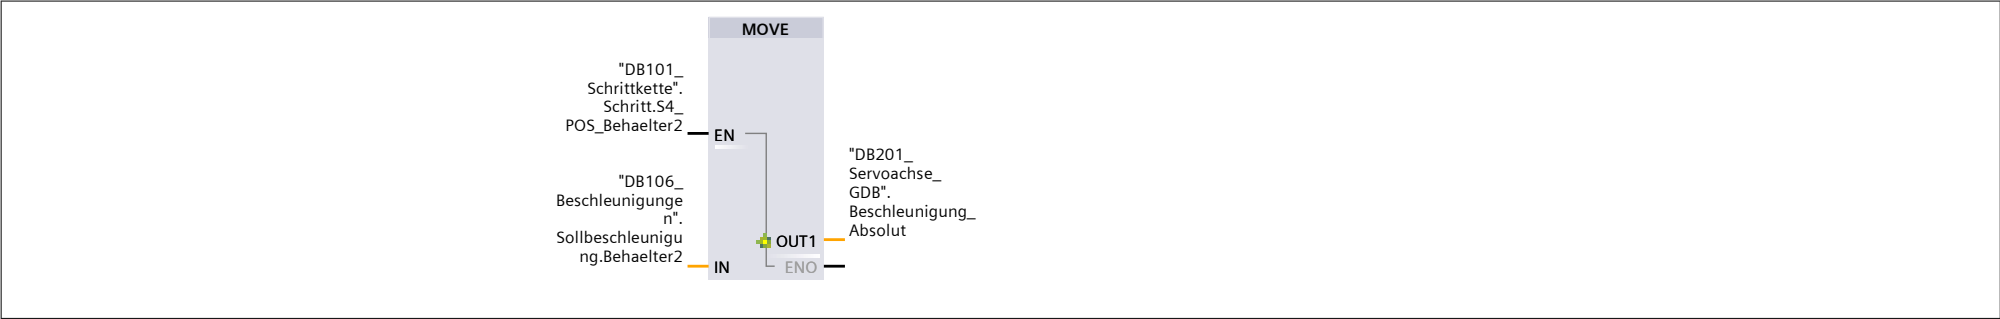 MOVE
"DB101_
Schrittkette".
Schritt.S4_
POS_Behaelter2
EN
"DB106_
Beschleunigunge
n".
Sollbeschleunigu
ng.Behaelter2
IN
"DB201_
Servoachse_
GDB".
Beschleunigung_
Absolut
OUT1
ENO